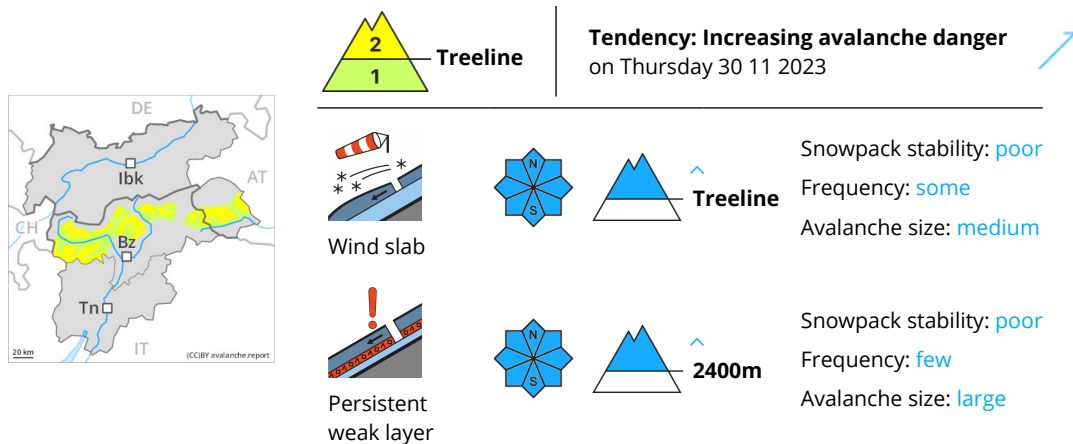 2
Treeline
1
Tendency: Increasing avalanche danger
on Thursday 30 11 2023
DE
Ibk
AT
CH
Bz
Tn
IT
20 km
(CC)BY avalanche.report
N
S
Treeline
Wind slab
Snowpack stability: poor
Frequency: some
Avalanche size: medium
N
S
2400m
Persistent
weak layer
Snowpack stability: poor
Frequency: few
Avalanche size: large